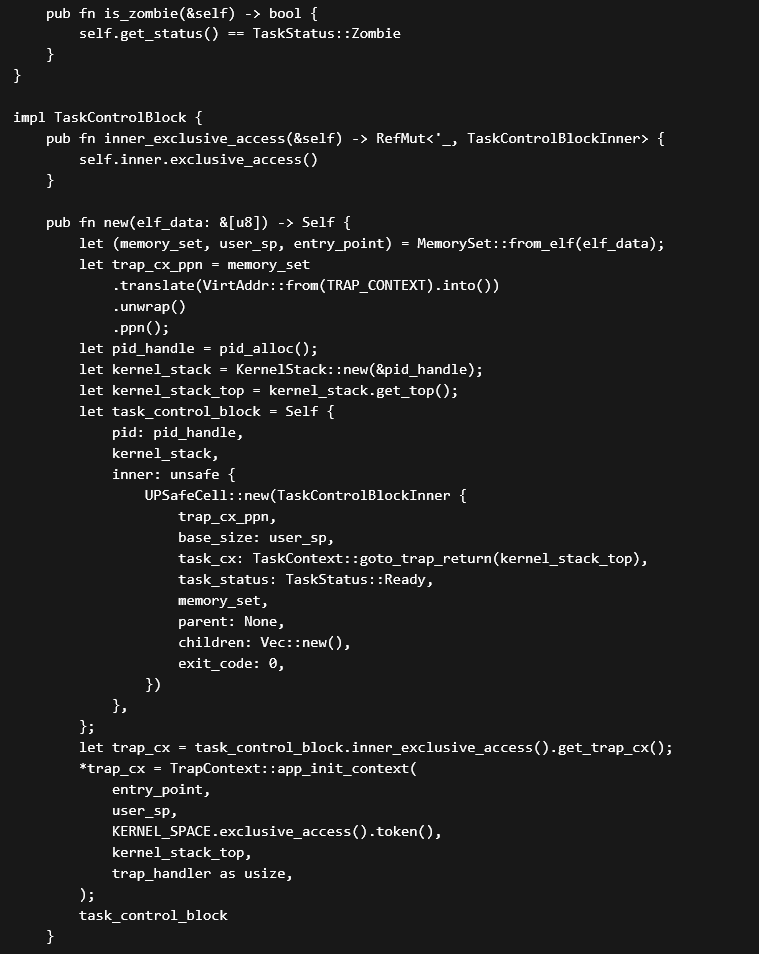 pub fn is_zombie(&self) -> bool {
        self.get_status() == TaskStatus::Zombie
    }
}

impl TaskControlBlock {
    pub fn inner_exclusive_access(&self) -> RefMut<'_, TaskControlBlockInner> {
        self.inner.exclusive_access()
    }

    pub fn new(elf_data: &[u8]) -> Self {
        let (memory_set, user_sp, entry_point) = MemorySet::from_elf(elf_data);
        let trap_cx_ppn = memory_set
            .translate(VirtAddr::from(TRAP_CONTEXT).into())
            .unwrap()
            .ppn();
        let pid_handle = pid_alloc();
        let kernel_stack = KernelStack::new(&pid_handle);
        let kernel_stack_top = kernel_stack.get_top();
        let task_control_block = Self {
            pid: pid_handle,
            kernel_stack,
            inner: unsafe {
                UPSafeCell::new(TaskControlBlockInner {
                    trap_cx_ppn,
                    base_size: user_sp,
                    task_cx: TaskContext::goto_trap_return(kernel_stack_top),
                    task_status: TaskStatus::Ready,
                    memory_set,
                    parent: None,
                    children: Vec::new(),
                    exit_code: 0,
                })
            },
        };
        let trap_cx = task_control_block.inner_exclusive_access().get_trap_cx();
        *trap_cx = TrapContext::app_init_context(
            entry_point,
            user_sp,
            KERNEL_SPACE.exclusive_access().token(),
            kernel_stack_top,
            trap_handler as usize,
        );
        task_control_block
    }